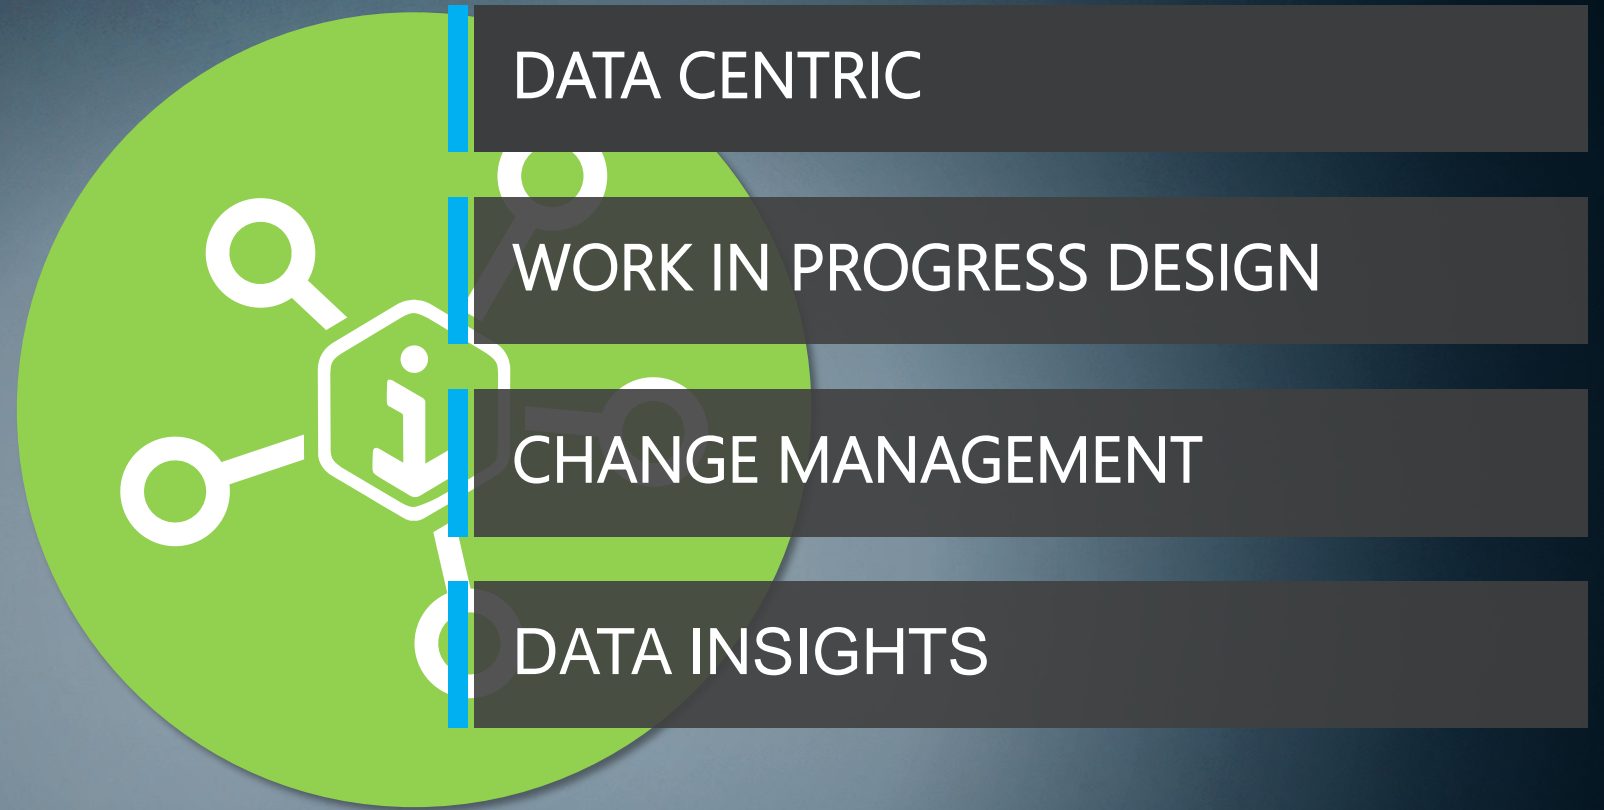 DATA CENTRIC
WORK IN PROGRESS DESIGN
CHANGE MANAGEMENT
DATA INSIGHTS